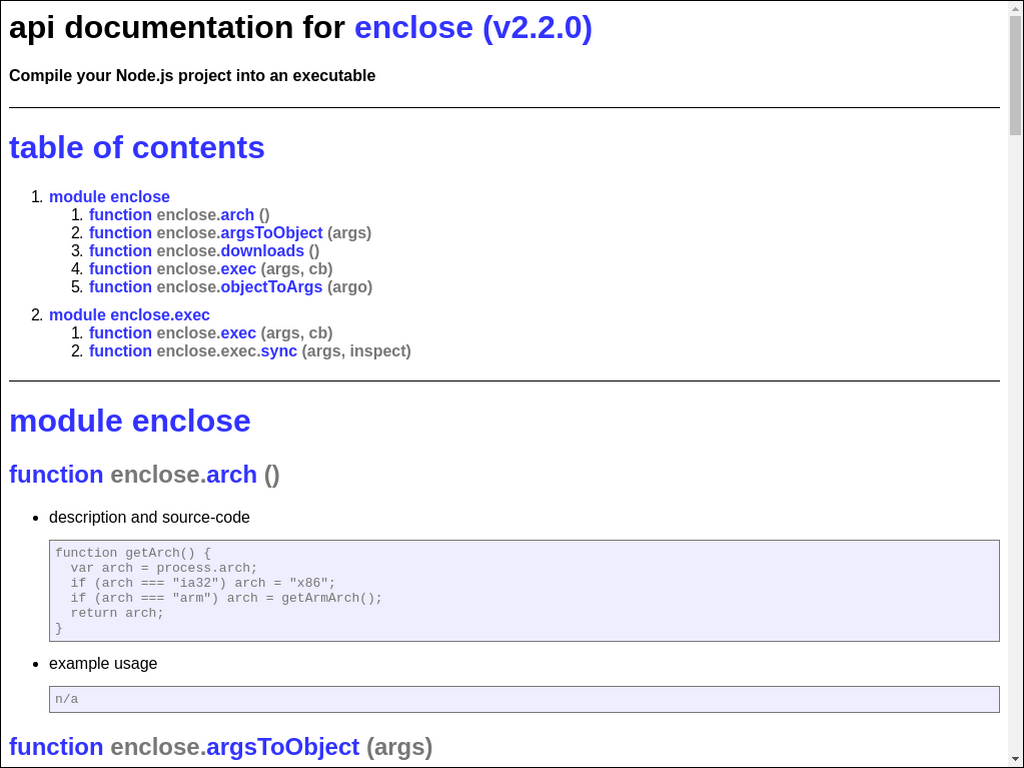 api documentation for enclose (v2.2.0)
Compile your Node.js project into an executable
table of contents
1. module enclose
1. function enclose.arch ()
2. function enclose.argsToObject (args)
3. function enclose.downloads ()
4. function enclose.exec (args, cb)
5. function enclose.objectToArgs (argo)
2. module enclose.exec
1. function enclose.exec (args, cb)
2. function enclose.exec.sync (args, inspect)
module enclose
function enclose.arch ()
• description and source-code
function getArch() {
  var arch = process.arch;
  if (arch === "ia32") arch = "x86";
  if (arch === "arm") arch = getArmArch();
  return arch;
}
• example usage
n/a
function enclose.argsToObject (args)